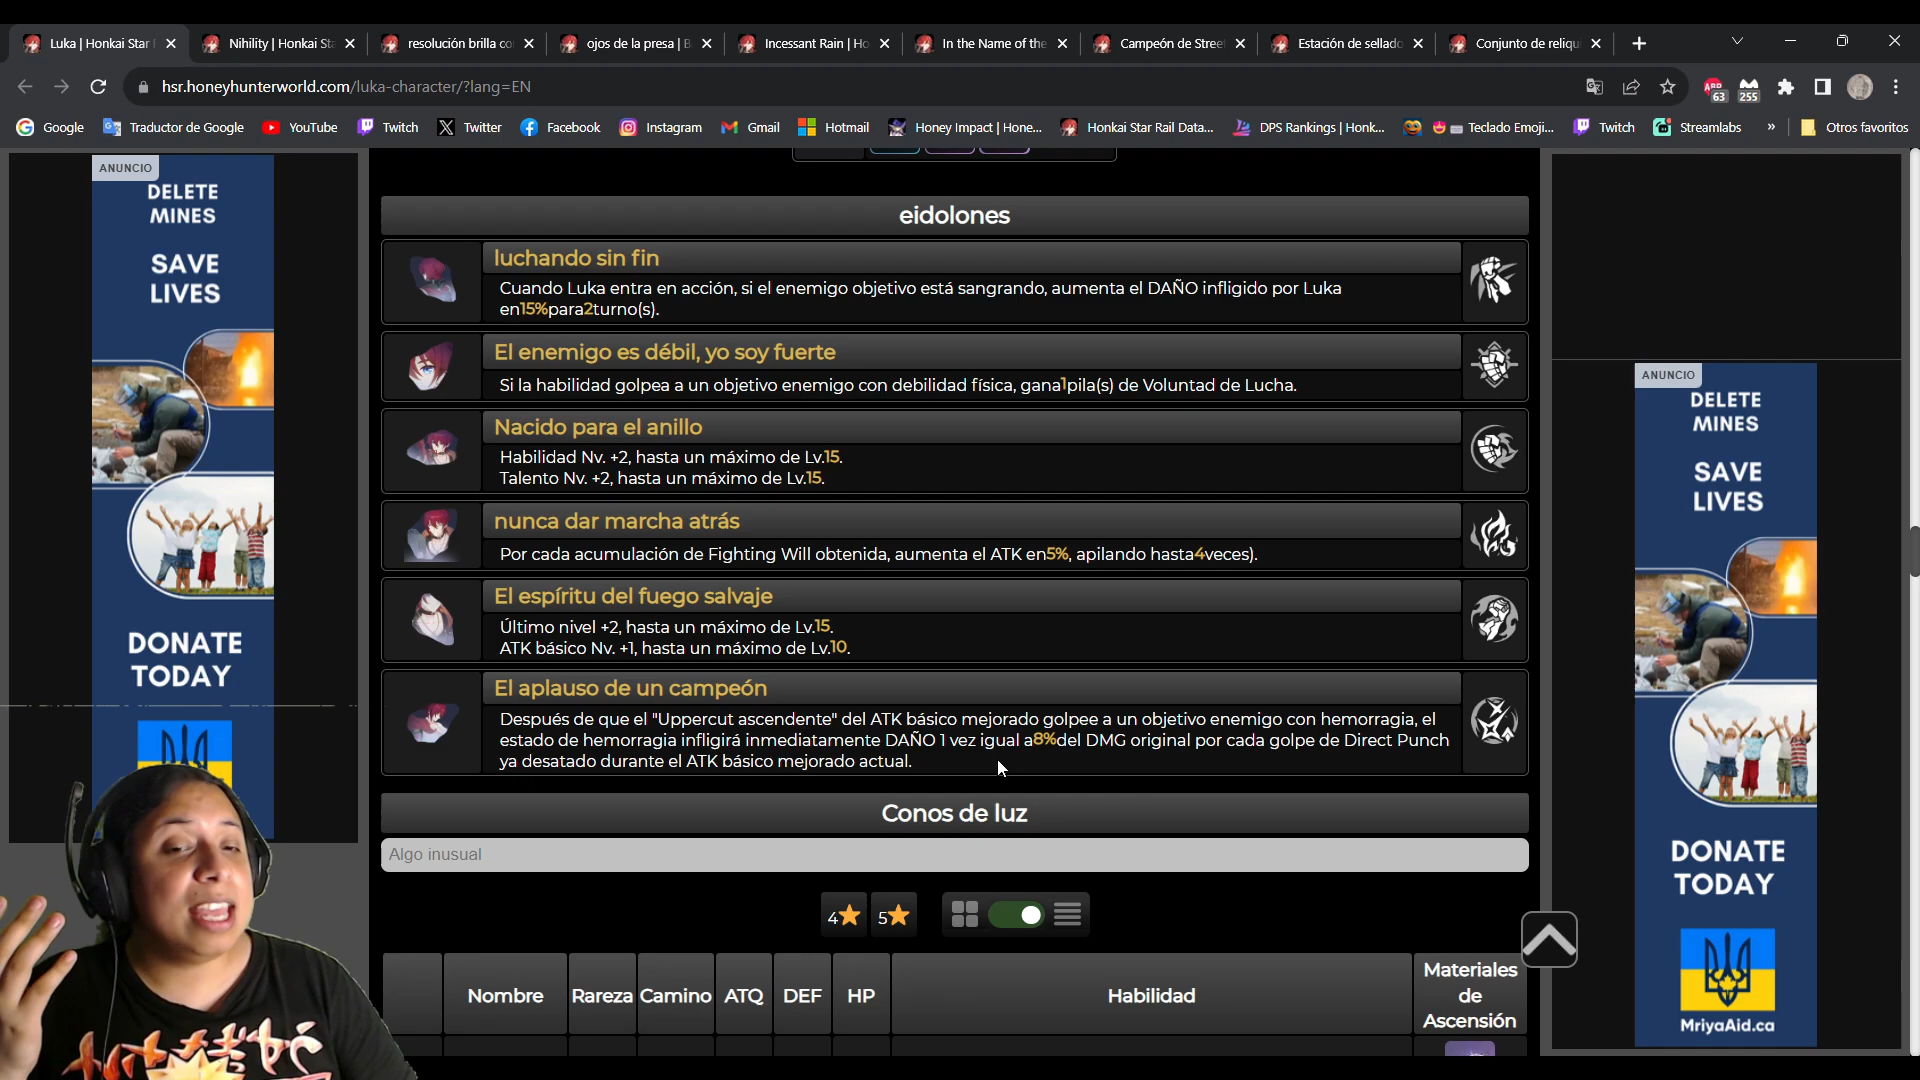 Luka | Honkai Star
Nihility | Honkai Sta
resolución brilla co
ojos de la presa | B
Incessant Rain | Ho
In the Name of the
Campeón de Street
Estación de sellado
Conjunto de reliqu
hsr.honeyhunterworld.com/luka-character/?lang=EN
63
255
Google
Traductor de Google
YouTube
Twitch
Twitter
Facebook
Instagram
Gmail
Hotmail
Honey Impact | Hone...
Honkai Star Rail Data...
DPS Rankings | Honk...
Teclado Emoji...
Twitch
Streamlabs
»
Otros favoritos
ANUNCIO
DELETE
MINES
SAVE
LIVES
DONATE
TODAY
eidolones
luchando sin fin
Cuando Luka entra en acción, si el enemigo objetivo está sangrando, aumenta el DAÑO infligido por Luka
en15%para2turno(s).
El enemigo es débil, yo soy fuerte
Si la habilidad golpea a un objetivo enemigo con debilidad física, gana1pila(s) de Voluntad de Lucha.
Nacido para el anillo
Habilidad Nv. +2, hasta un máximo de Lv.15.
Talento Nv. +2, hasta un máximo de Lv.15.
nunca dar marcha atrás
Por cada acumulación de Fighting Will obtenida, aumenta el ATK en5%, apilando hasta4veces).
El espíritu del fuego salvaje
Último nivel +2, hasta un máximo de Lv.15.
ATK básico Nv. +1, hasta un máximo de Lv.10.
El aplauso de un campeón
Después de que el "Uppercut ascendente" del ATK básico mejorado golpee a un objetivo enemigo con hemorragia, el
estado de hemorragia infligirá inmediatamente DAÑO 1 vez igual a8%del DMG original por cada golpe de Direct Punch
ya desatado durante el ATK básico mejorado actual.
Conos de luz
Algo inusual
4
5
Nombre
Rareza
Camino
ATQ
DEF
HP
Habilidad
Materiales
de
Ascensión
ANUNCIO
DELETE
MINES
SAVE
LIVES
DONATE
TODAY
MriyaAid.ca